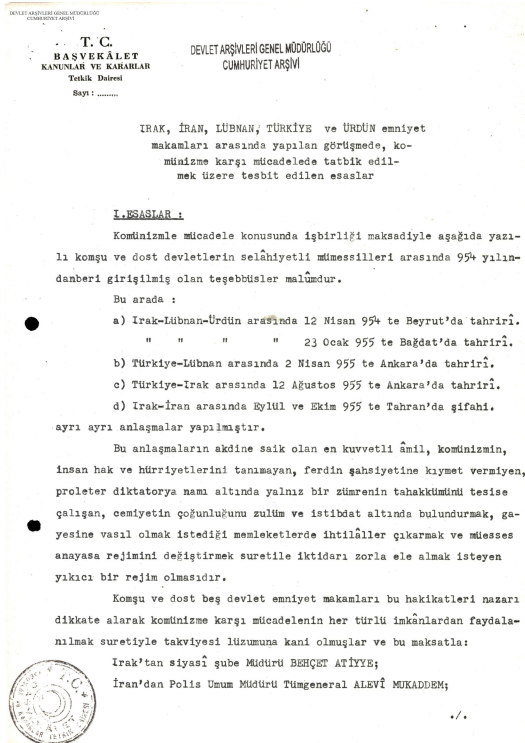 DEVLET ARŞİVLERİ GENEL MÜDÜRLÜĞÜ
CUMHURİYET ARŞİVİ
T. C.
BAŞVEKÂLET
KANUNLAR VE KARARLAR
Tetkik Dairesi
Sayı : .........
DEVLET ARŞİVLERİ GENEL MÜDÜRLÜĞÜ
CUMHURİYET ARŞİVİ
IRAK, İRAN, LÜBNAN, TÜRKİYE ve ÜRDÜN emniyet
makamları arasında yapılan görüşmede, ko-
münizme karşı mücadelede tatbik edil-
mek üzere tesbit edilen esaslar
I.ESASLAR :
Komünizmle mücadele konusunda işbirliği maksadiyle aşağıda yazı-
lı komşu ve dost devletlerin selâhiyetli mümessilleri arasında 954 yılın-
danberi girişilmiş olan teşebbüsler malûmdur.
Bu arada :
a) Irak-Lübnan-Ürdün arasında 12 Nisan 954 te Beyrut'da tahrirî.
" " " " 23 Ocak 955 te Bağdat'da tahrirî.
b) Türkiye-Lübnan arasında 2 Nisan 955 te Ankara'da tahrirî.
c) Türkiye-Irak arasında 12 Ağustos 955 te Ankara'da tahrirî.
d) Irak-İran arasında Eylül ve Ekim 955 te Tahran'da şifahi.
ayrı ayrı anlaşmalar yapılmıştır.
Bu anlaşmaların akdine saik olan en kuvvetli âmil, komünizmin,
insan hak ve hürriyetlerini tanımayan, ferdin şahsiyetine kıymet vermiyen,
proleter diktatorya namı altında yalnız bir zümrenin tahakkümünü tesise
çalışan, cemiyetin çoğunluğunu zulüm ve istibdat altında bulundurmak, ga-
yesine vasıl olmak istediği memleketlerde ihtilâller çıkarmak ve müesses
anayasa rejimini değiştirmek suretile iktidarı zorla ele almak isteyen
yıkıcı bir rejim olmasıdır.
Komşu ve dost beş devlet emniyet makamları bu hakikatleri nazarı
dikkate alarak komünizme karşı mücadelenin her türlü imkânlardan faydala-
nılmak suretiyle takviyesi lüzumuna kani olmuşlar ve bu maksatla:
Irak'tan siyasî şube Müdürü BEHÇET ATİYYE;
İran'dan Polis Umum Müdürü Tümgeneral ALEVÎ MUKADDEM;
./.
T.C.